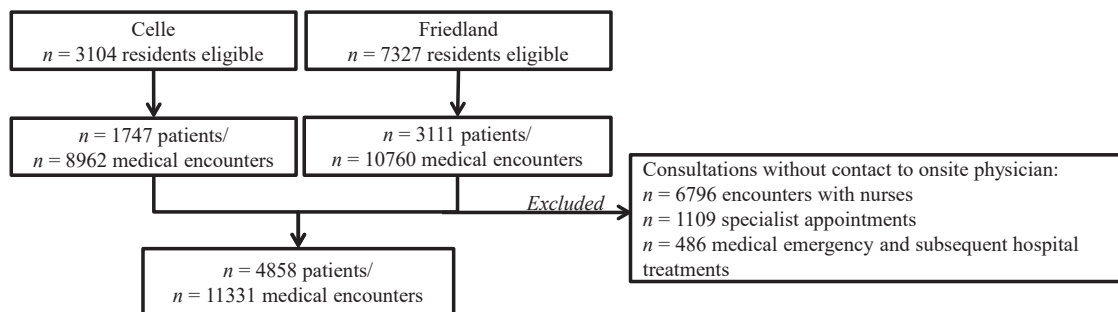 Celle
n = 3104 residents eligible
Friedland
n = 7327 residents eligible
n = 1747 patients/
n = 8962 medical encounters
n = 3111 patients/
n = 10760 medical encounters
Excluded
Consultations without contact to onsite physician:
n = 6796 encounters with nurses
n = 1109 specialist appointments
n = 486 medical emergency and subsequent hospital
treatments
n = 4858 patients/
n = 11331 medical encounters